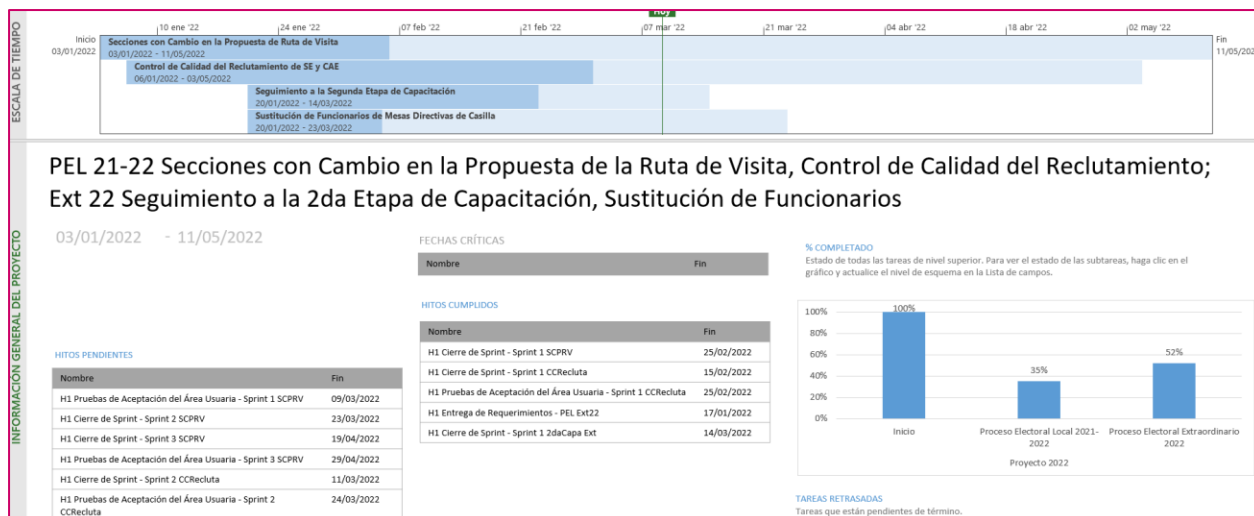 Hoy
10 ene '22
24 ene '22
07 feb '22
21 feb '22
07 mar '22
21 mar '22
04 abr '22
18 abr '22
02 may '22
ESCALA DE TIEMPO
Inicio
03/01/2022
Secciones con Cambio en la Propuesta de Ruta de Visita
03/01/2022 - 11/05/2022
Control de Calidad del Reclutamiento de SE y CAE
06/01/2022 - 03/05/2022
Seguimiento a la Segunda Etapa de Capacitación
20/01/2022 - 14/03/2022
Sustitución de Funcionarios de Mesas Directivas de Casilla
20/01/2022 - 23/03/2022
Fin
11/05/202
INFORMACIÓN GENERAL DEL PROYECTO
PEL 21-22 Secciones con Cambio en la Propuesta de la Ruta de Visita, Control de Calidad del Reclutamiento;
Ext 22 Seguimiento a la 2da Etapa de Capacitación, Sustitución de Funcionarios
03/01/2022 - 11/05/2022
HITOS PENDIENTES
Nombre Fin
H1 Pruebas de Aceptación del Área Usuaria - Sprint 1 SCPRV 09/03/2022
H1 Cierre de Sprint - Sprint 2 SCPRV 23/03/2022
H1 Cierre de Sprint - Sprint 3 SCPRV 19/04/2022
H1 Pruebas de Aceptación del Área Usuaria - Sprint 3 SCPRV 29/04/2022
H1 Cierre de Sprint - Sprint 2 CCRecluta 11/03/2022
H1 Pruebas de Aceptación del Área Usuaria - Sprint 2 24/03/2022
CCRecluta
FECHAS CRÍTICAS
Nombre Fin
HITOS CUMPLIDOS
Nombre Fin
H1 Cierre de Sprint - Sprint 1 SCPRV 25/02/2022
H1 Cierre de Sprint - Sprint 1 CCRecluta 15/02/2022
H1 Pruebas de Aceptación del Área Usuaria - Sprint 1 CCRecluta 25/02/2022
H1 Entrega de Requerimientos - PEL Ext22 17/01/2022
H1 Cierre de Sprint - Sprint 1 2daCapa Ext 14/03/2022
% COMPLETADO
Estado de todas las tareas de nivel superior. Para ver el estado de las subtareas, haga clic en el
gráfico y actualice el nivel de esquema en la Lista de campos.
100%
80%
60%
40%
20%
0%
100%
35%
52%
Inicio
Proceso Electoral Local 2021-
2022
Proceso Electoral Extraordinario
2022
Proyecto 2022
TAREAS RETRASADAS
Tareas que están pendientes de término.